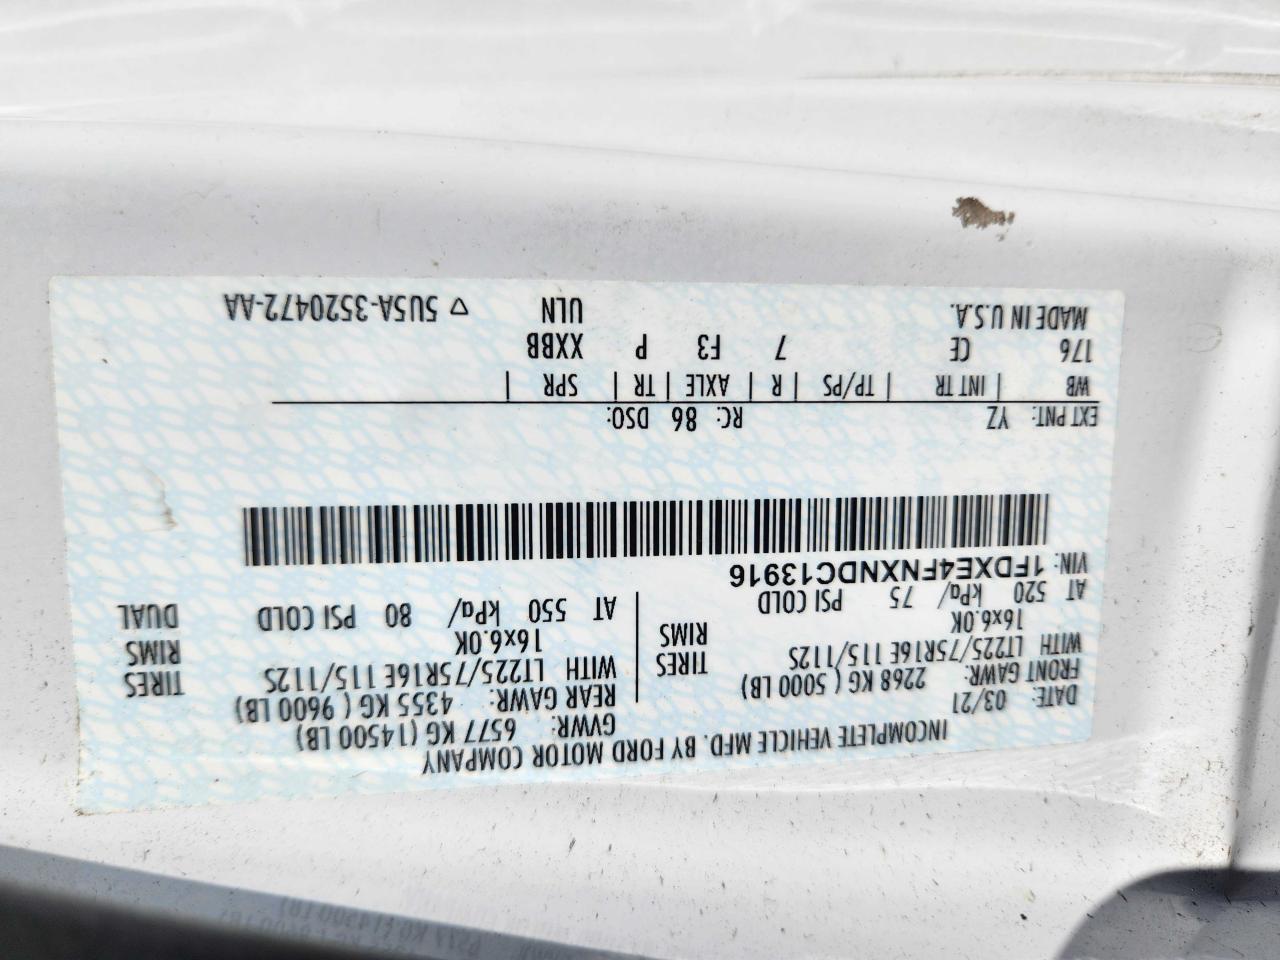 INCOMPLETE VEHICLE MFD. BY FORD MOTOR COMPANY
DATE: 03/21 GVWR: 6577 KG (14500 LB)
FRONT GAWR: 2268 KG (5000 LB) REAR GAWR: 4355 KG (9600 LB)
WITH LT225/75R16E 115/112S TIRES WITH LT225/75R16E 115/112S TIRES
16x6.0K RIMS 16x6.0K RIMS
AT 520 kPa/ 75 PSI COLD AT 550 kPa/ 80 PSI COLD DUAL
VIN: 1FDXE4FNXNDC13916
EXT PNT: YZ RC: 86 DSO:
WB | INT TR | TP/PS | R | AXLE | TR | SPR |
176 CE 7 F3 P XXBB
MADE IN U.S.A. ULN ▽ 5U5A-3520472-AA